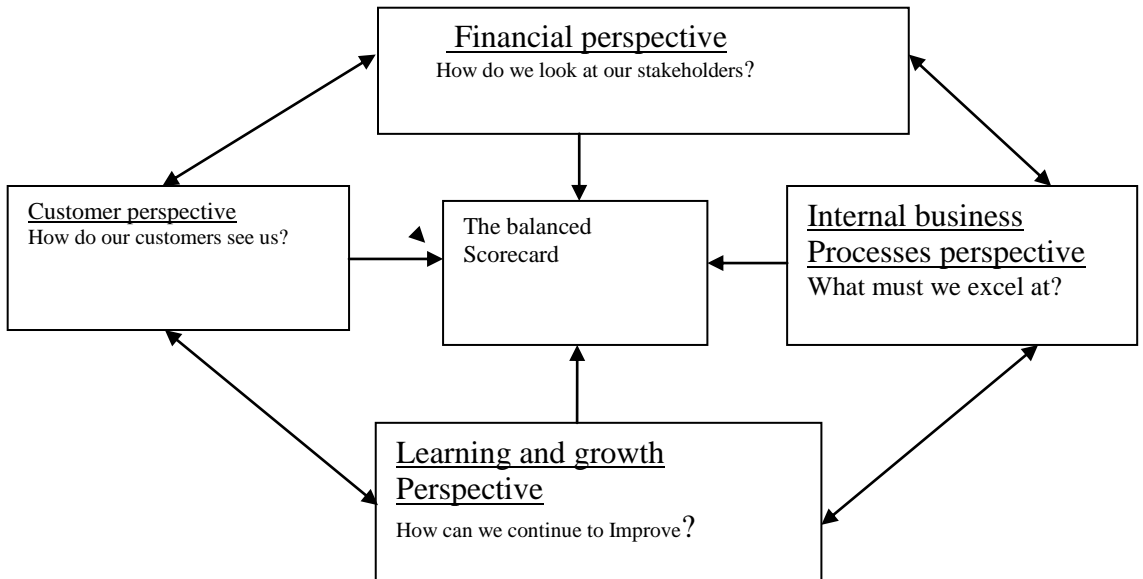 Financial perspective
How do we look at our stakeholders?
Customer perspective
How do our customers see us?
The balanced
Scorecard
Internal business
Processes perspective
What must we excel at?
Learning and growth
Perspective
How can we continue to Improve?